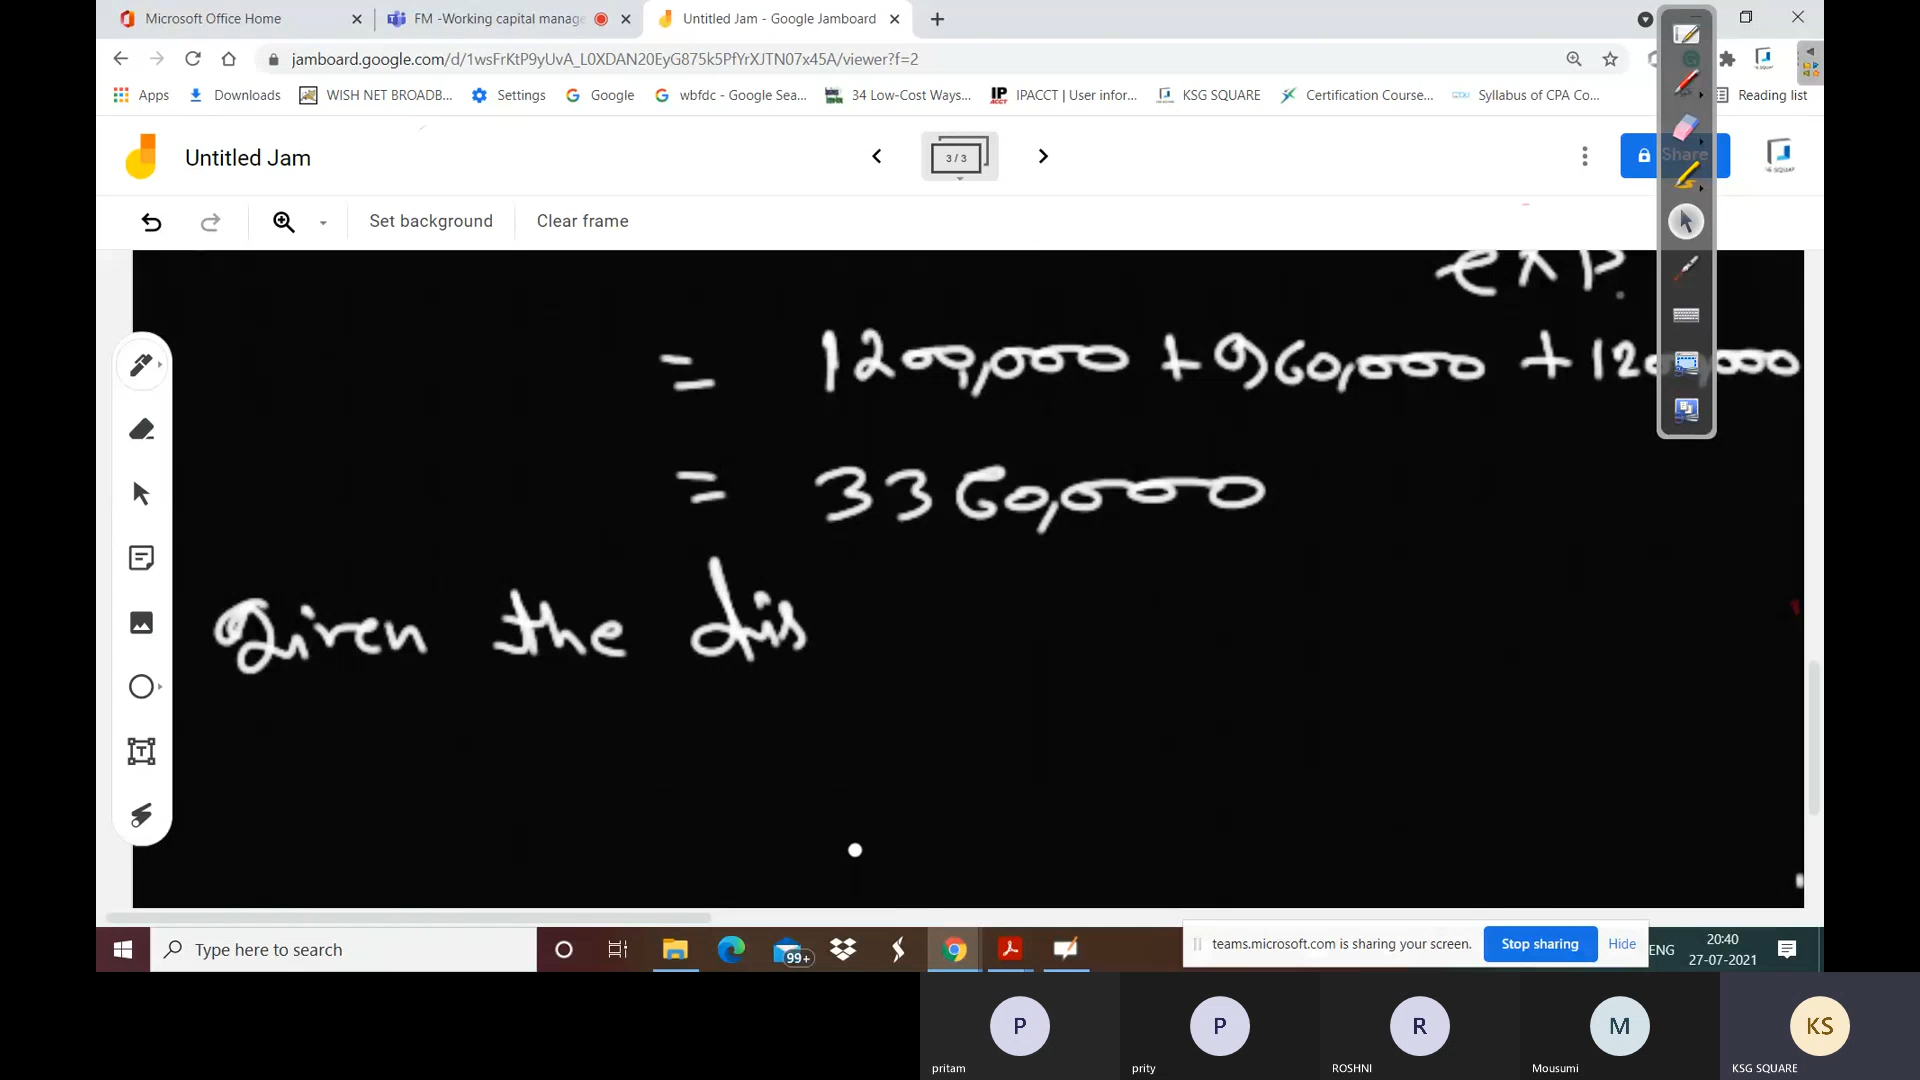 Microsoft Office Home
FM -Working capital manage
Untitled Jam - Google Jamboard
jamboard.google.com/d/1wsFrKtP9yUvA_L0XDAN20EyG875k5PfYrXJTN07x45A/viewer?f=2
Apps Downloads WISH NET BROADB... Settings Google wbfdc - Google Sea... 34 Low-Cost Ways... IPACCT | User infor... KSG SQUARE Certification Course... Syllabus of CPA Co... Reading list
Untitled Jam
3 / 3
Share
Set background Clear frame
exp.
= 1200,000 + 960,000 + 1200,000
= 3360,000
Given the dis
Type here to search
99+
teams.microsoft.com is sharing your screen. Stop sharing Hide
ENG
20:40
27-07-2021
P P R M KS
pritam prity ROSHNI Mousumi KSG SQUARE